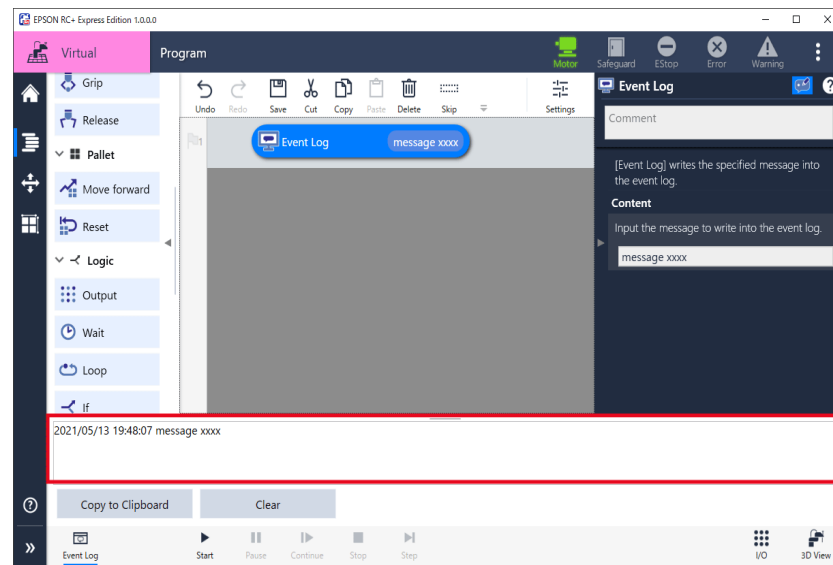 EPSON RC+ Express Edition 1.0.0.0
Virtual
Program
Motor
Safeguard
EStop
Error
Warning
Grip
Release
Pallet
Move forward
Reset
Logic
Output
Wait
Loop
If
Undo
Redo
Save
Cut
Copy
Paste
Delete
Skip
Settings
1
Event Log
message xxxx
Event Log
Comment
[Event Log] writes the specified message into
the event log.
Content
Input the message to write into the event log.
message xxxx
2021/05/13 19:48:07 message xxxx
Copy to Clipboard
Clear
Event Log
Start
Pause
Continue
Stop
Step
I/O
3D View